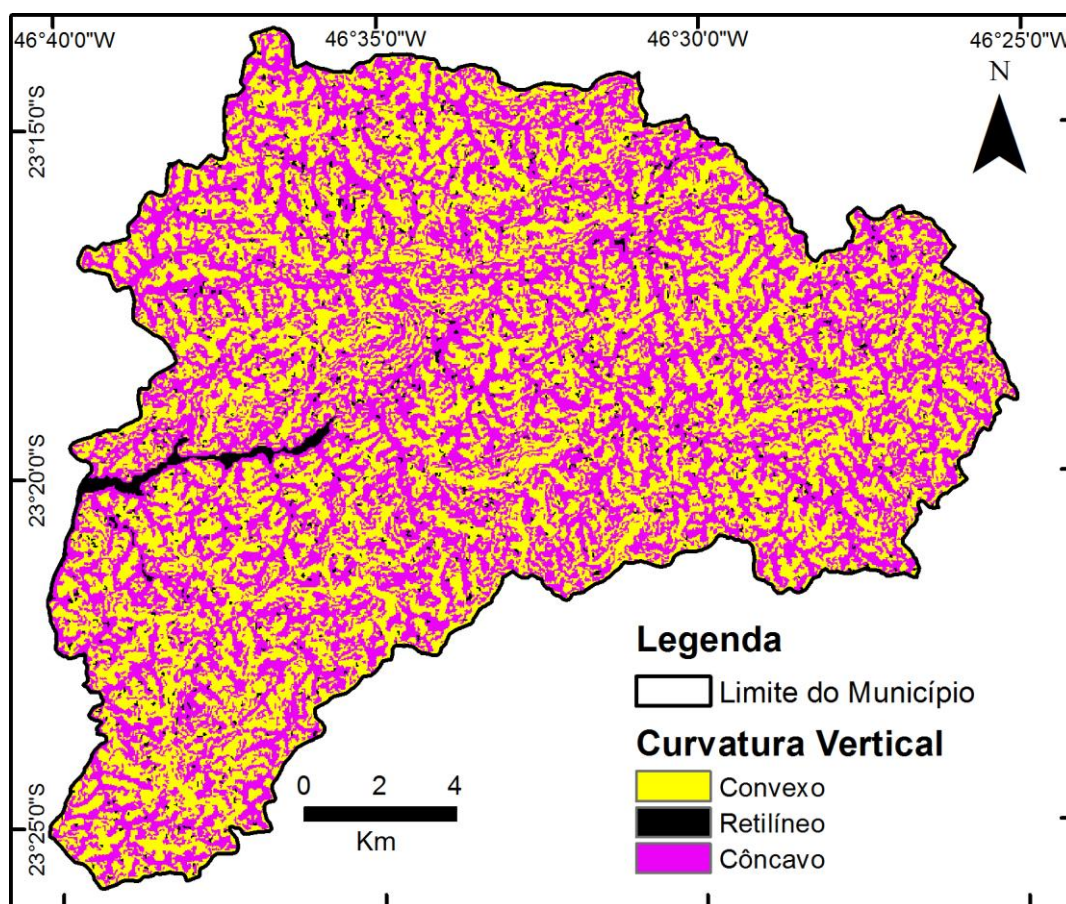 46°40'0"W 46°35'0"W 46°30'0"W 46°25'0"W
N
23°15'0"S
23°20'0"S
23°25'0"S
Legenda
Limite do Município
Curvatura Vertical
Convexo
Retilíneo
Côncavo
0 2 4
Km